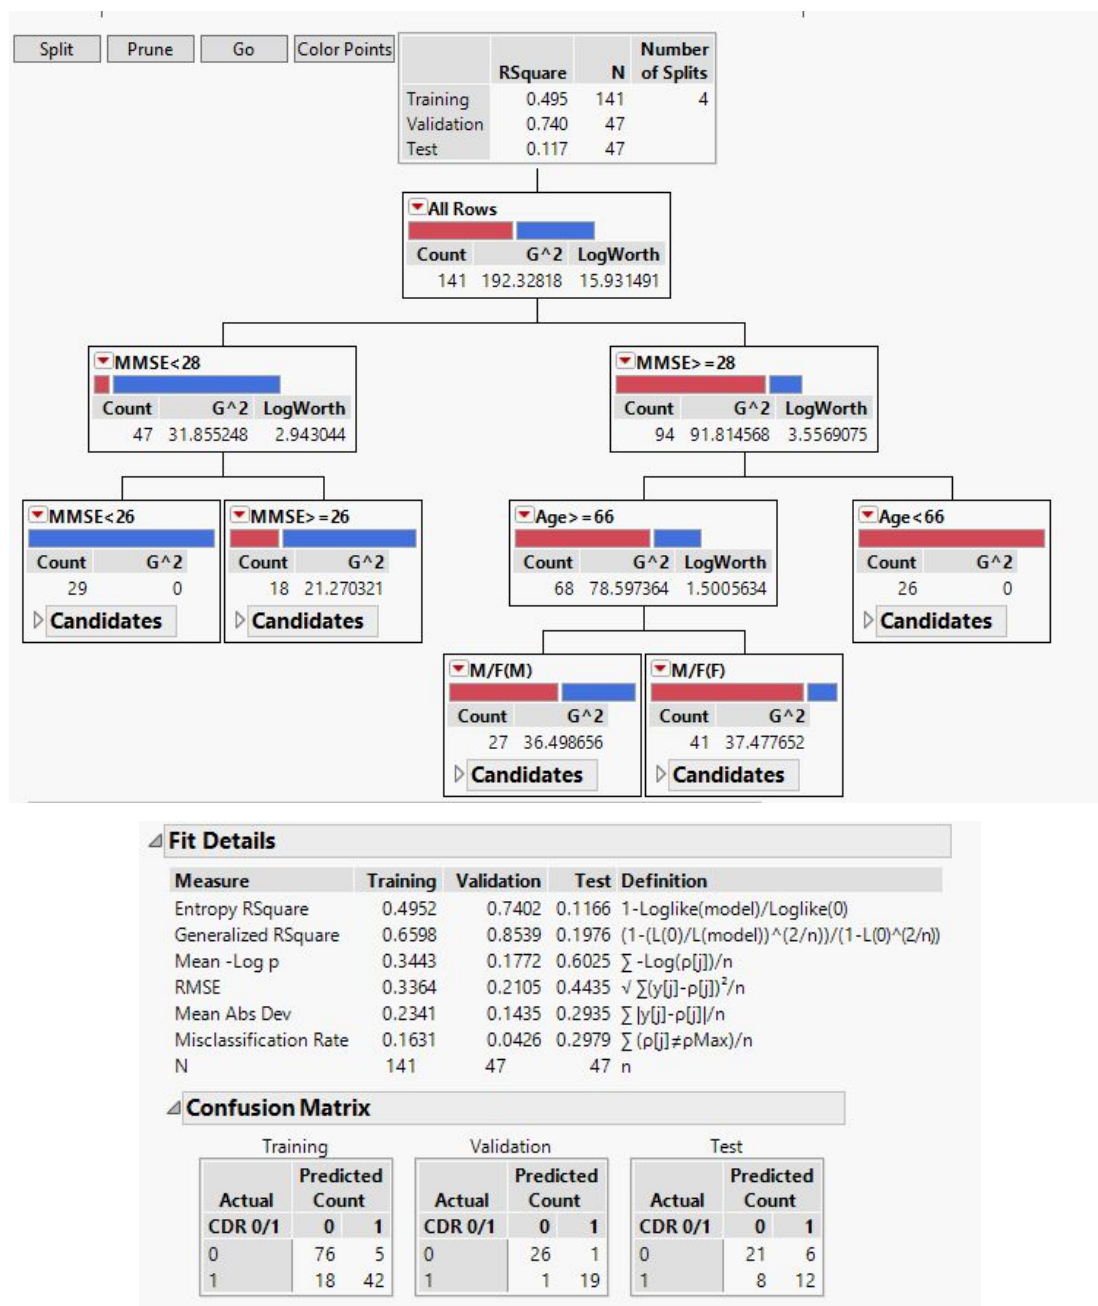 Split Prune Go Color Points
RSquare N Number of Splits
Training 0.495 141 4
Validation 0.740 47
Test 0.117 47
All Rows
Count G^2 LogWorth
141 192.32818 15.931491
MMSE<28
Count G^2 LogWorth
47 31.855248 2.943044
MMSE>=28
Count G^2 LogWorth
94 91.814568 3.5569075
MMSE<26
Count G^2
29 0
Candidates
MMSE>=26
Count G^2
18 21.270321
Candidates
Age>=66
Count G^2 LogWorth
68 78.597364 1.5005634
Age<66
Count G^2
26 0
Candidates
M/F(M)
Count G^2
27 36.498656
Candidates
M/F(F)
Count G^2
41 37.477652
Candidates
Fit Details
Measure Training Validation Test Definition
Entropy RSquare 0.4952 0.7402 0.1166 1-Loglike(model)/Loglike(0)
Generalized RSquare 0.6598 0.8539 0.1976 (1-(L(0)/L(model))^(2/n))/(1-L(0)^(2/n))
Mean -Log p 0.3443 0.1772 0.6025 ∑ -Log(ρ[j])/n
RMSE 0.3364 0.2105 0.4435 √ ∑(y[j]-ρ[j])²/n
Mean Abs Dev 0.2341 0.1435 0.2935 ∑ |y[j]-ρ[j]|/n
Misclassification Rate 0.1631 0.0426 0.2979 ∑ (ρ[j]≠ρMax)/n
N 141 47 47 n
Confusion Matrix
Training
Predicted
Actual Count
CDR 0/1 0 1
0 76 5
1 18 42
Validation
Predicted
Actual Count
CDR 0/1 0 1
0 26 1
1 1 19
Test
Predicted
Actual Count
CDR 0/1 0 1
0 21 6
1 8 12